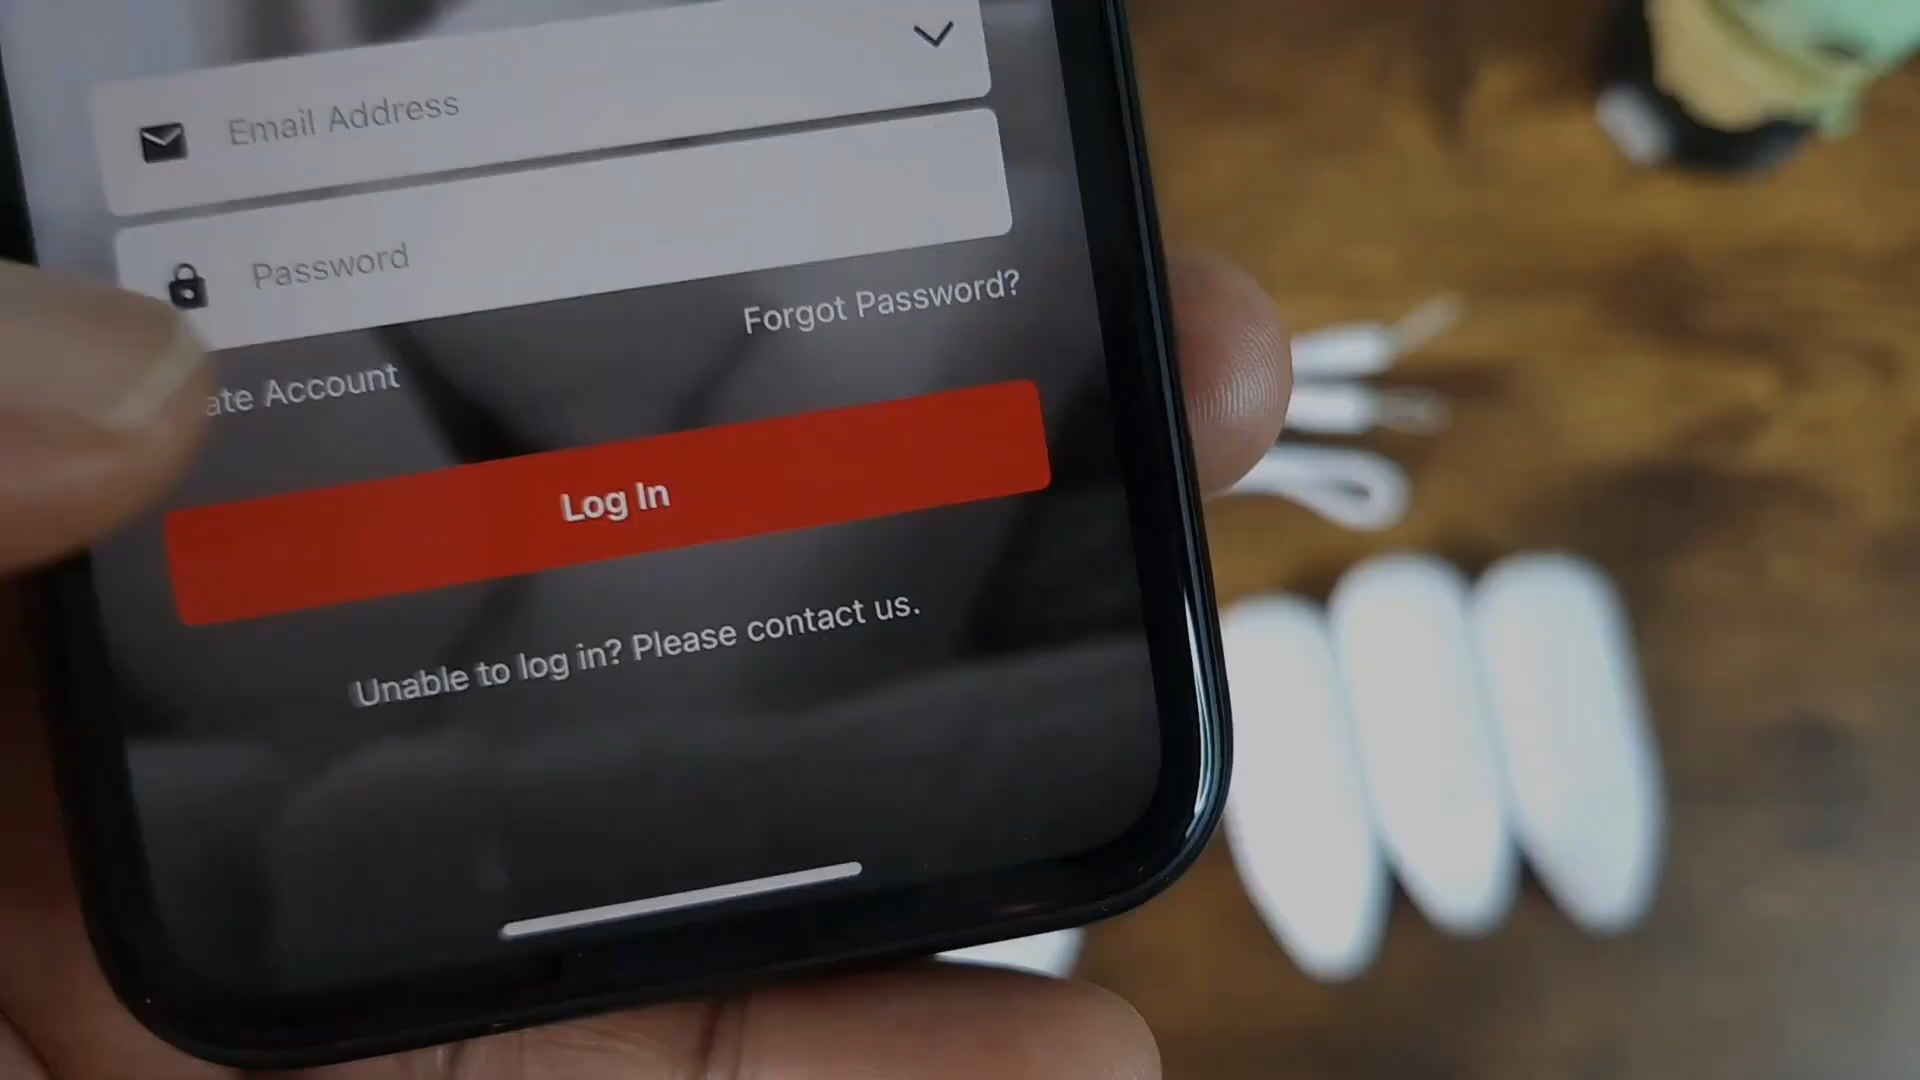 Email Address
Password
Forgot Password?
ate Account
Log In
Unable to log in? Please contact us.